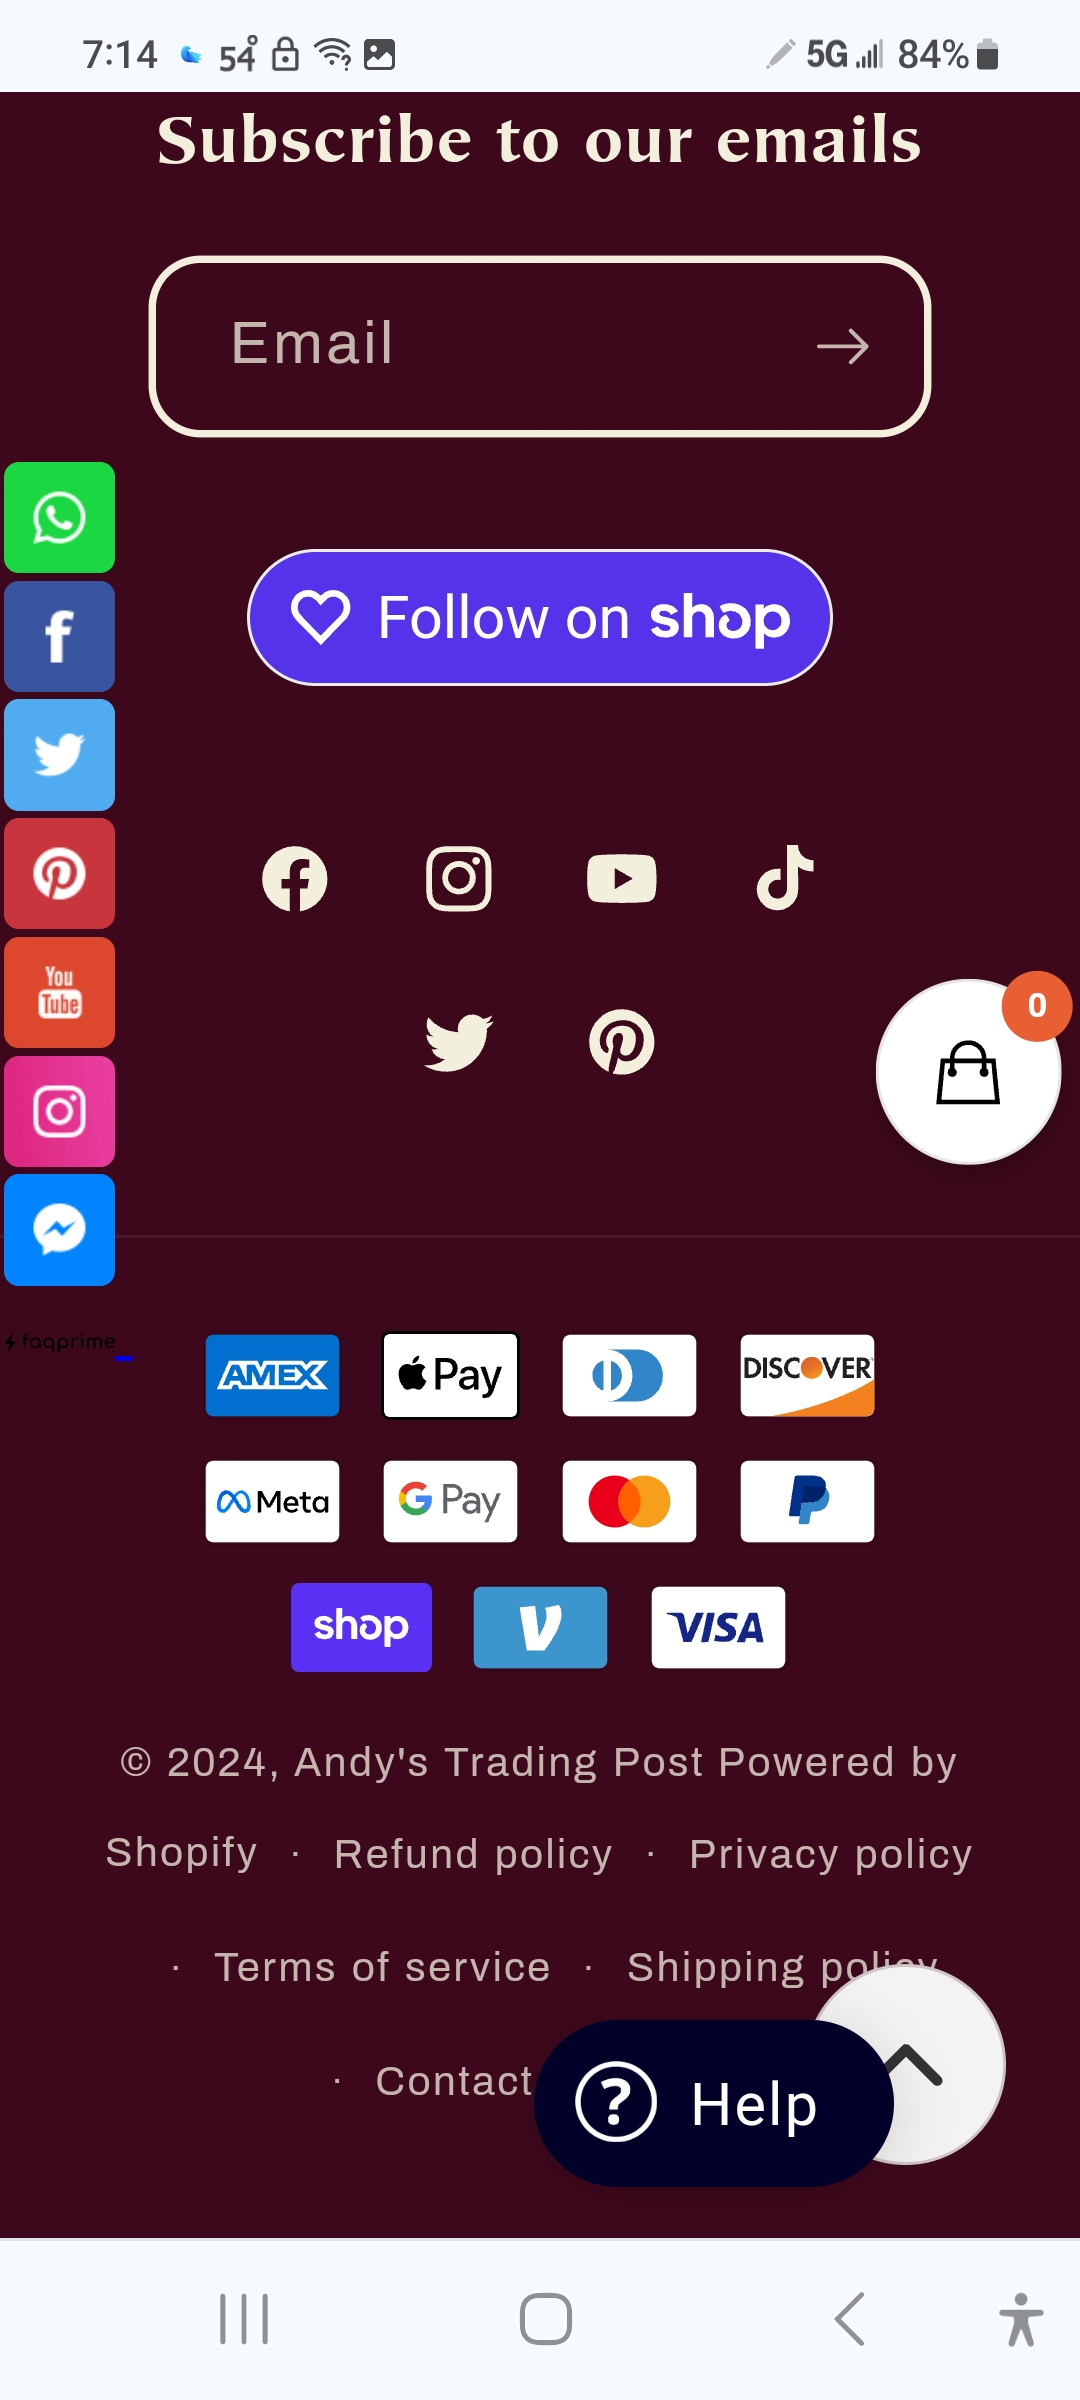 7:14 54° 5G 84%
Subscribe to our emails
Email
Follow on shop
You
Tube
0
faqprime
AMEX Pay DISCOVER
Meta G Pay
shop VISA
© 2024, Andy's Trading Post Powered by
Shopify · Refund policy · Privacy policy
· Terms of service · Shipping policy
· Contact
? Help